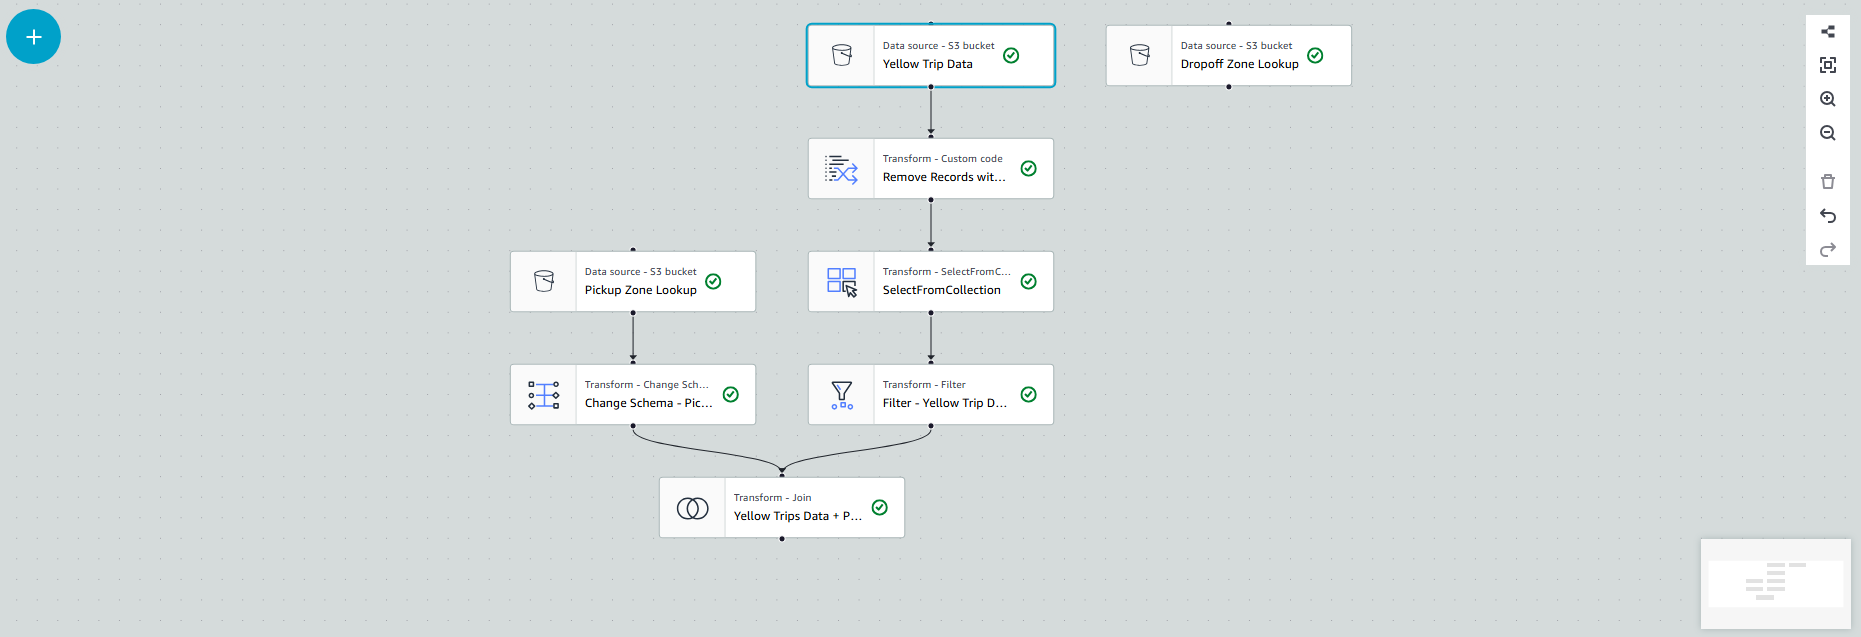 Data source - S3 bucket
Yellow Trip Data
Data source - S3 bucket
Dropoff Zone Lookup
Transform - Custom code
Remove Records wit...
Data source - S3 bucket
Pickup Zone Lookup
Transform - SelectFromC...
SelectFromCollection
Transform - Change Sch...
Change Schema - Pic...
Transform - Filter
Filter - Yellow Trip D...
Transform - Join
Yellow Trips Data + P...